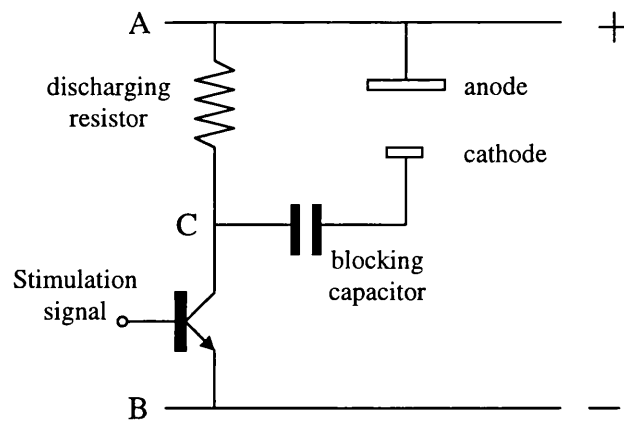 A
+
discharging
resistor
anode
cathode
C
blocking
capacitor
Stimulation
signal
B
−